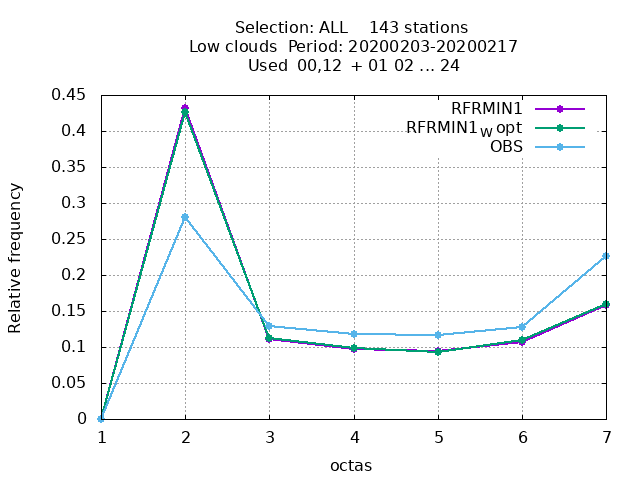 Selection: ALL    143 stations
Low clouds  Period: 20200203-20200217
Used  00,12  + 01 02 ... 24
0.45
0.4
0.35
0.3
0.25
0.2
0.15
0.1
0.05
0
Relative frequency
RFRMIN1
RFRMIN1w opt
OBS
1 2 3 4 5 6 7
octas